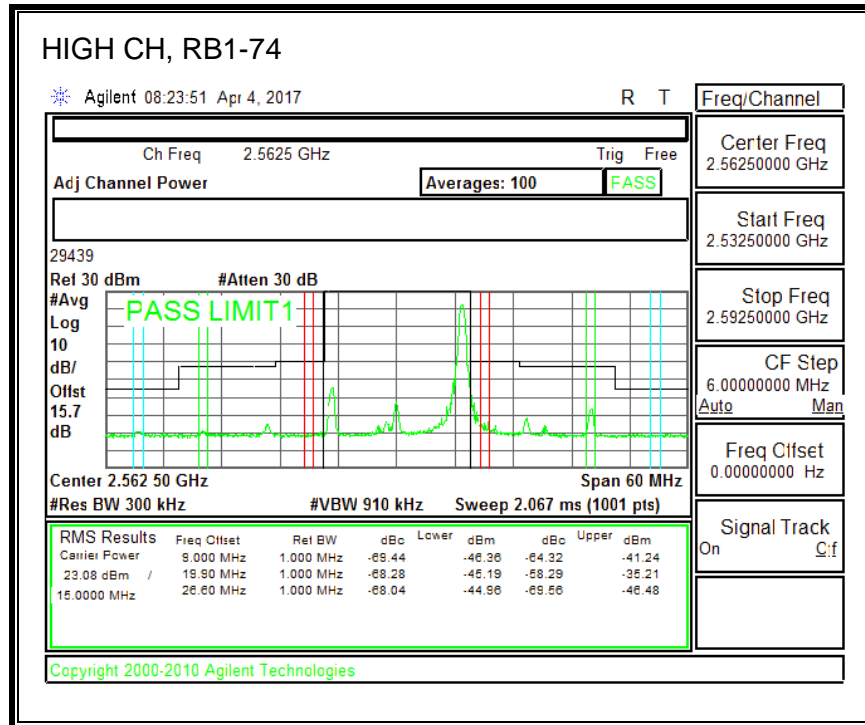 HIGH CH, RB1-74
Agilent 08:23:51 Apr 4, 2017 R T
Freq/Channel
Ch Freq 2.5625 GHz Trig Free
Adj Channel Power Averages: 100 PASS
Center Freq
2.56250000 GHz
Start Freq
2.53250000 GHz
29439
Ref 30 dBm #Atten 30 dB
#Avg
Log
10
dB/
Offst
15.7
dB
PASS LIMIT1
Stop Freq
2.59250000 GHz
CF Step
6.00000000 MHz
Auto Man
Freq Offset
0.00000000 Hz
Center 2.562 50 GHz Span 60 MHz
#Res BW 300 kHz #VBW 910 kHz Sweep 2.067 ms (1001 pts)
Signal Track
On Off
RMS Results Freq Offset Ref BW dBc Lower dBm dBc Upper dBm
Carrier Power 9.000 MHz 1.000 MHz -69.44 -46.36 -64.32 -41.24
23.08 dBm / 19.90 MHz 1.000 MHz -68.28 -45.19 -58.29 -35.21
15.0000 MHz 26.60 MHz 1.000 MHz -68.04 -44.96 -69.56 -46.48
Copyright 2000-2010 Agilent Technologies